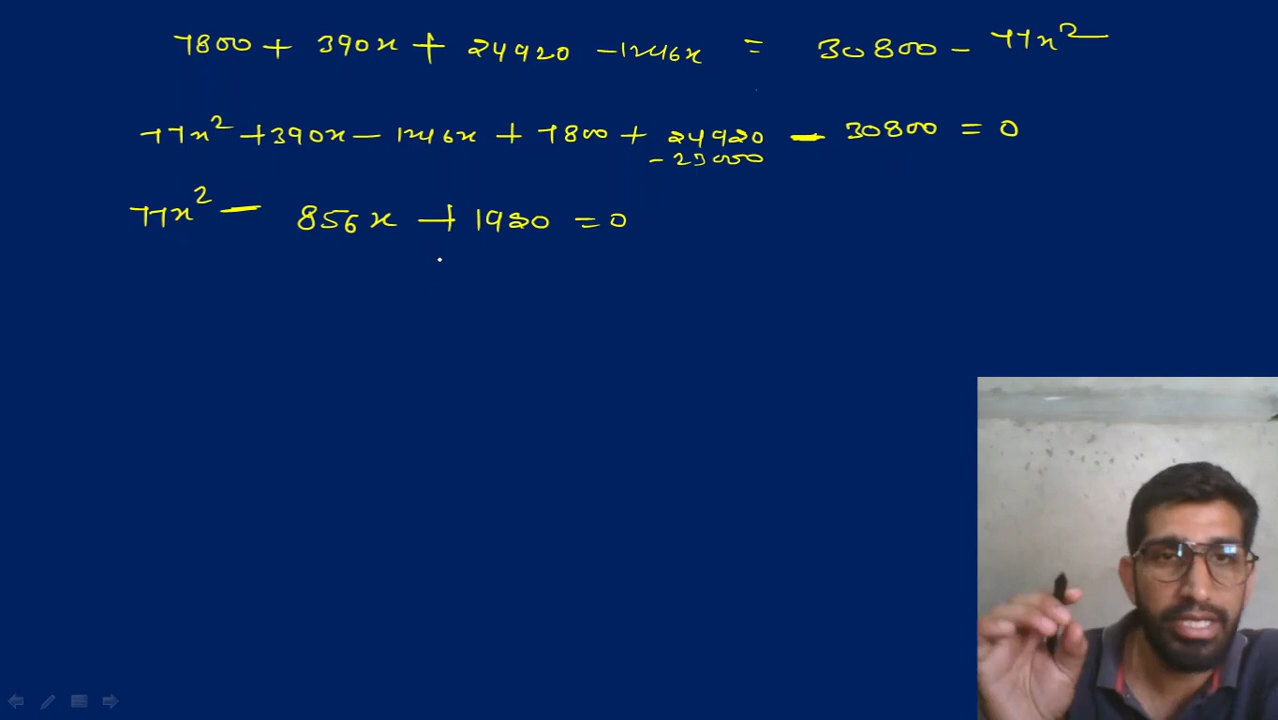 7800 + 390x + 24920 - 1246x = 30800 - 77x²
77x² + 390x - 1246x + 7800 + 24920 - 30800 = 0
- 23000
77x² - 856x + 1920 = 0